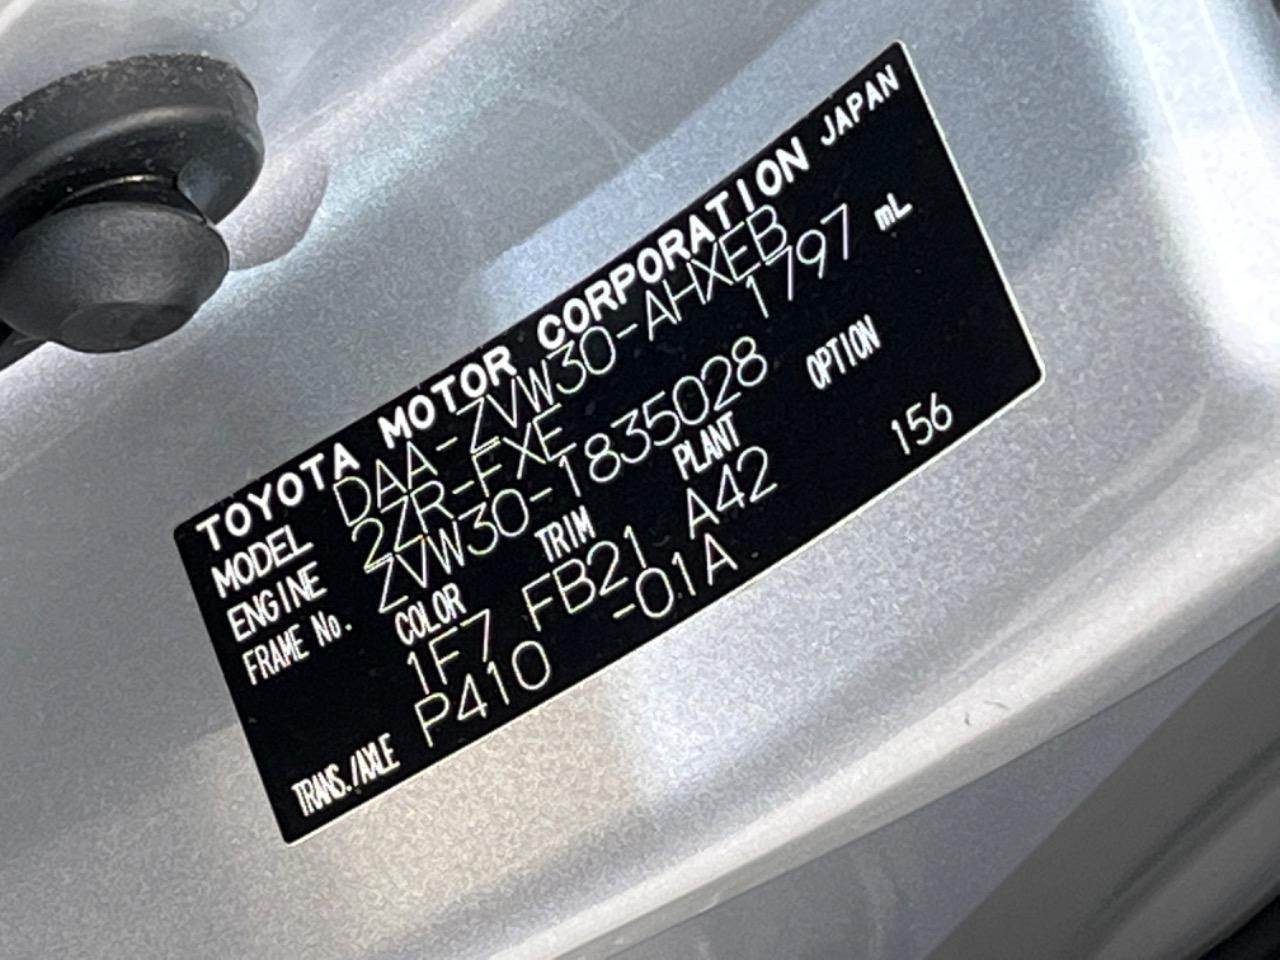 TOYOTA MOTOR CORPORATION JAPAN
MODEL DAA-ZVW30-AHXEB
ENGINE 2ZR-FXE 1797 mL
FRAME No. ZVW30-1835028
COLOR TRIM PLANT OPTION
1F7 FB21 A42 156
TRANS./AXLE P410 -01A